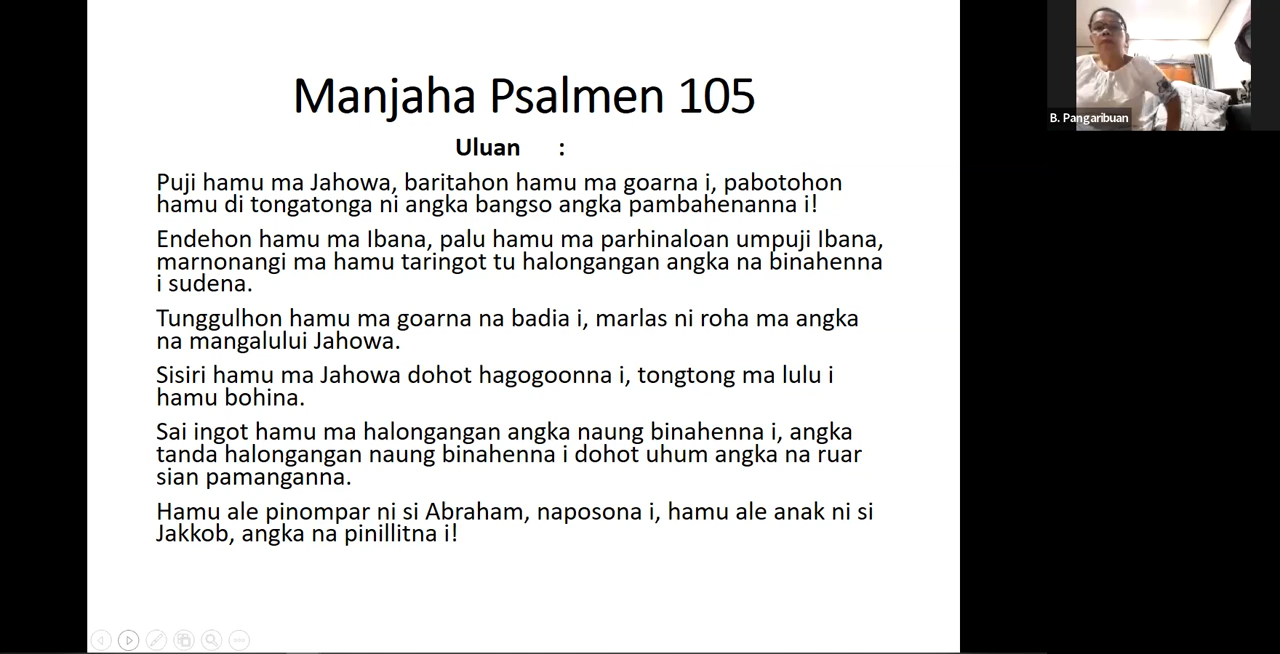 Manjaha Psalmen 105
Uluan :
Puji hamu ma Jahowa, baritahon hamu ma goarna i, pabotohon
hamu di tongatonga ni angka bangso angka pambahenanna i!
Endehon hamu ma Ibana, palu hamu ma parhinaloan umpuji Ibana,
marnonangi ma hamu taringot tu halongangan angka na binahenna
i sudena.
Tunggulhon hamu ma goarna na badia i, marlas ni roha ma angka
na mangalului Jahowa.
Sisiri hamu ma Jahowa dohot hagogoonna i, tongtong ma lulu i
hamu bohina.
Sai ingot hamu ma halongangan angka naung binahenna i, angka
tanda halongangan naung binahenna i dohot uhum angka na ruar
sian pamanganna.
Hamu ale pinompar ni si Abraham, naposona i, hamu ale anak ni si
Jakkob, angka na pinillitna i!
B. Pangaribuan